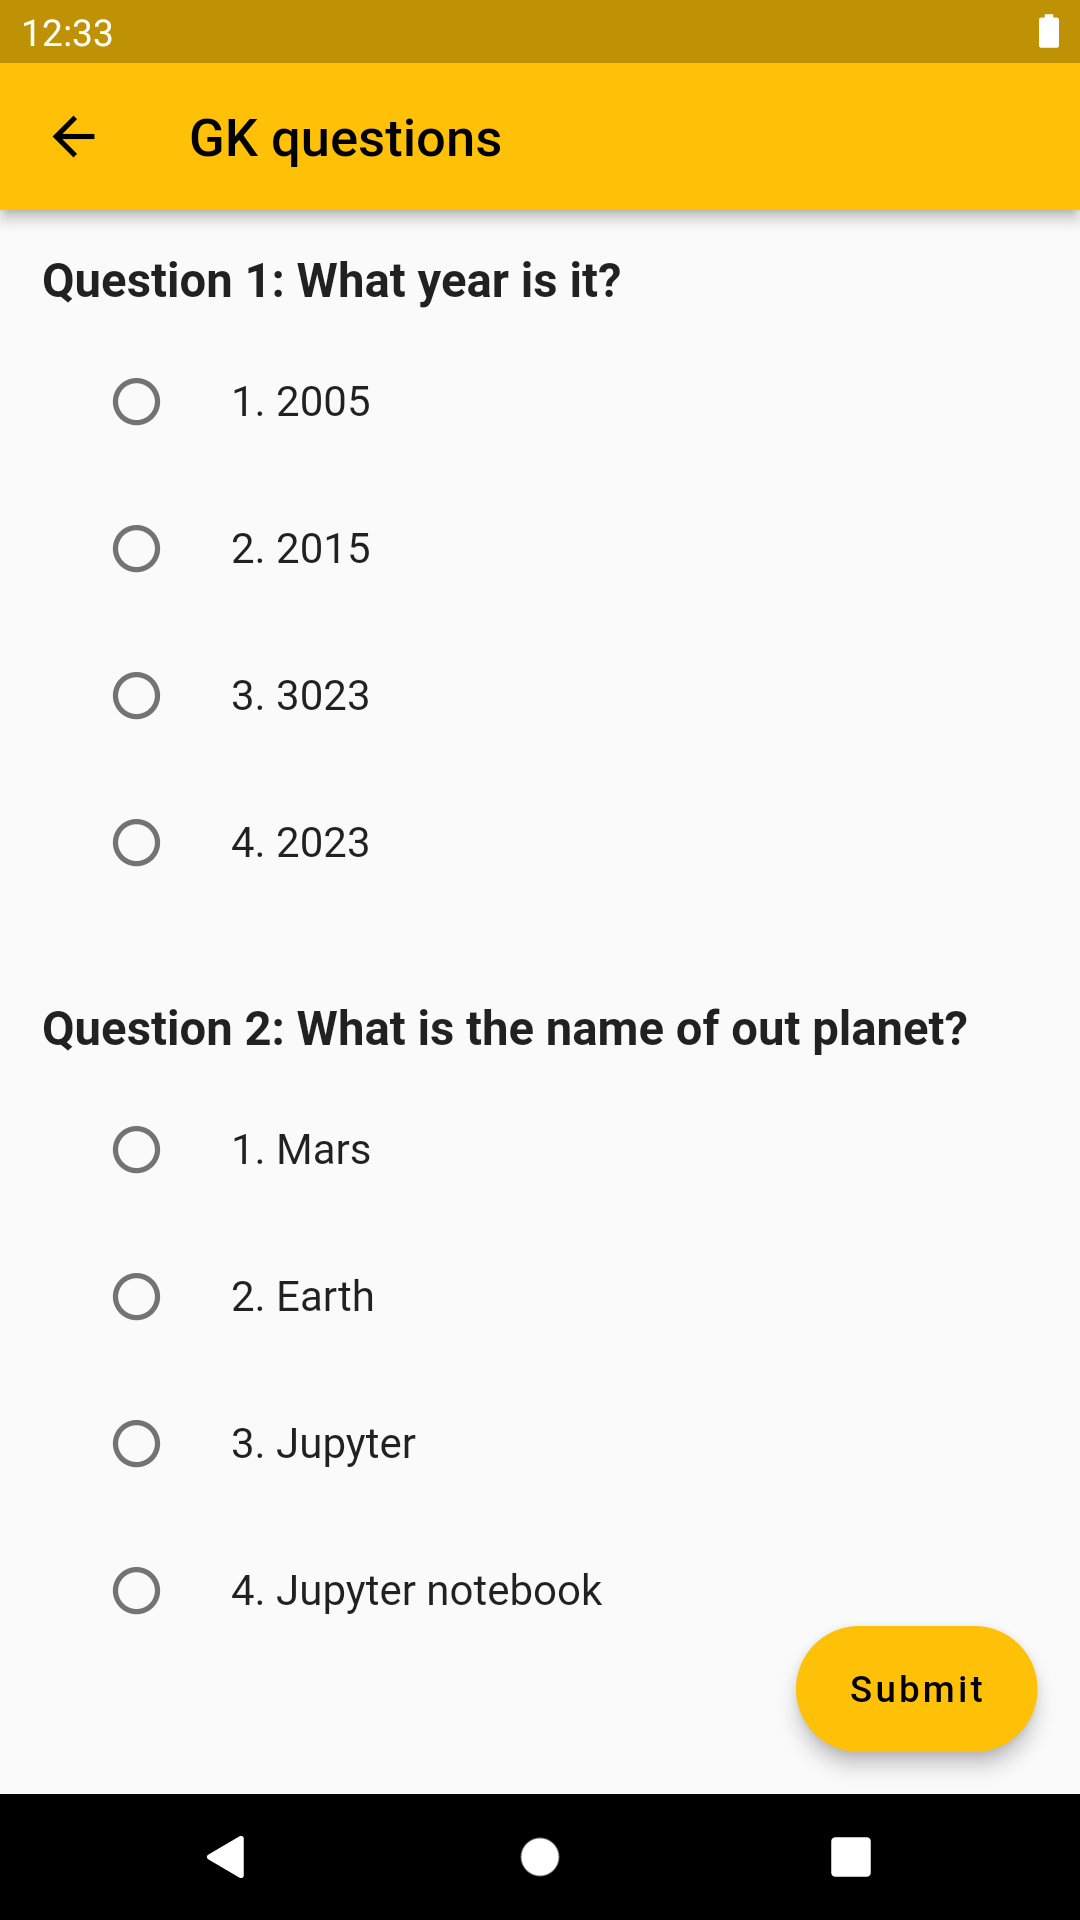 12:33
GK questions
Question 1: What year is it?
1. 2005
2. 2015
3. 3023
4. 2023
Question 2: What is the name of out planet?
1. Mars
2. Earth
3. Jupyter
4. Jupyter notebook
Submit